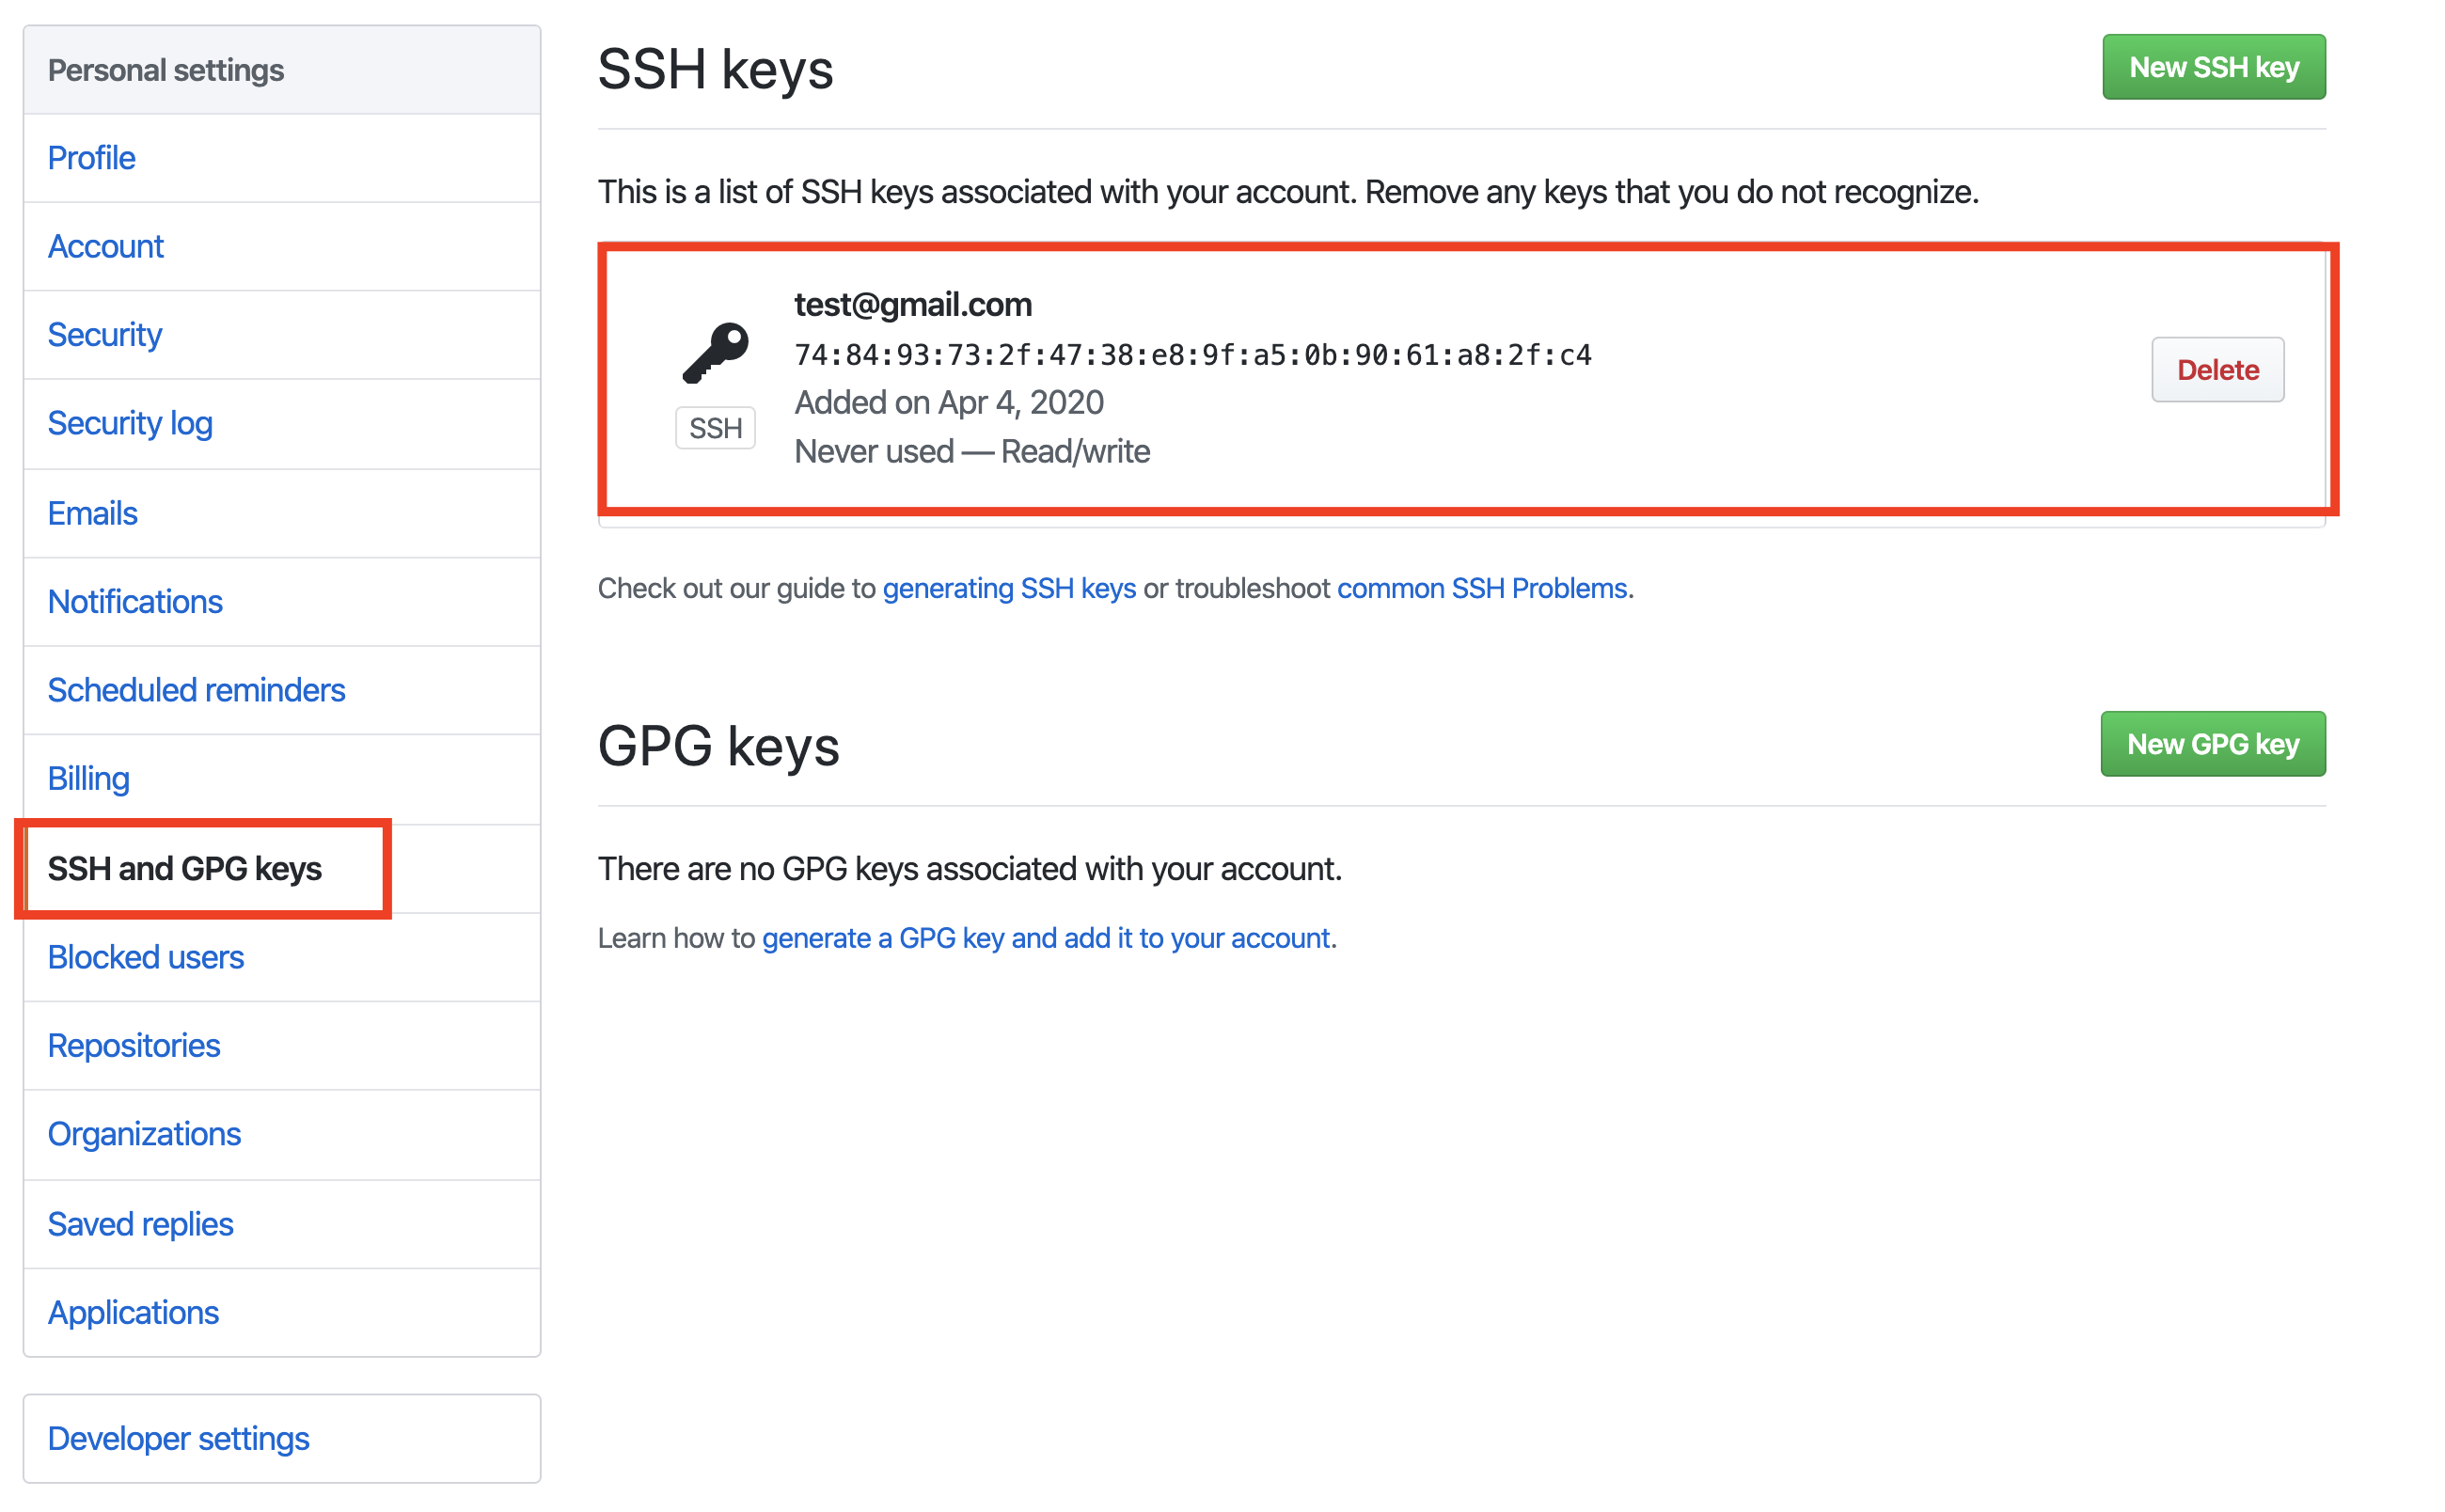 Personal settings
Profile
Account
Security
Security log
Emails
Notifications
Scheduled reminders
Billing
SSH and GPG keys
Blocked users
Repositories
Organizations
Saved replies
Applications
Developer settings
SSH keys
New SSH key
This is a list of SSH keys associated with your account. Remove any keys that you do not recognize.
test@gmail.com
74:84:93:73:2f:47:38:e8:9f:a5:0b:90:61:a8:2f:c4
Added on Apr 4, 2020
Never used — Read/write
SSH
Delete
Check out our guide to generating SSH keys or troubleshoot common SSH Problems.
GPG keys
New GPG key
There are no GPG keys associated with your account.
Learn how to generate a GPG key and add it to your account.